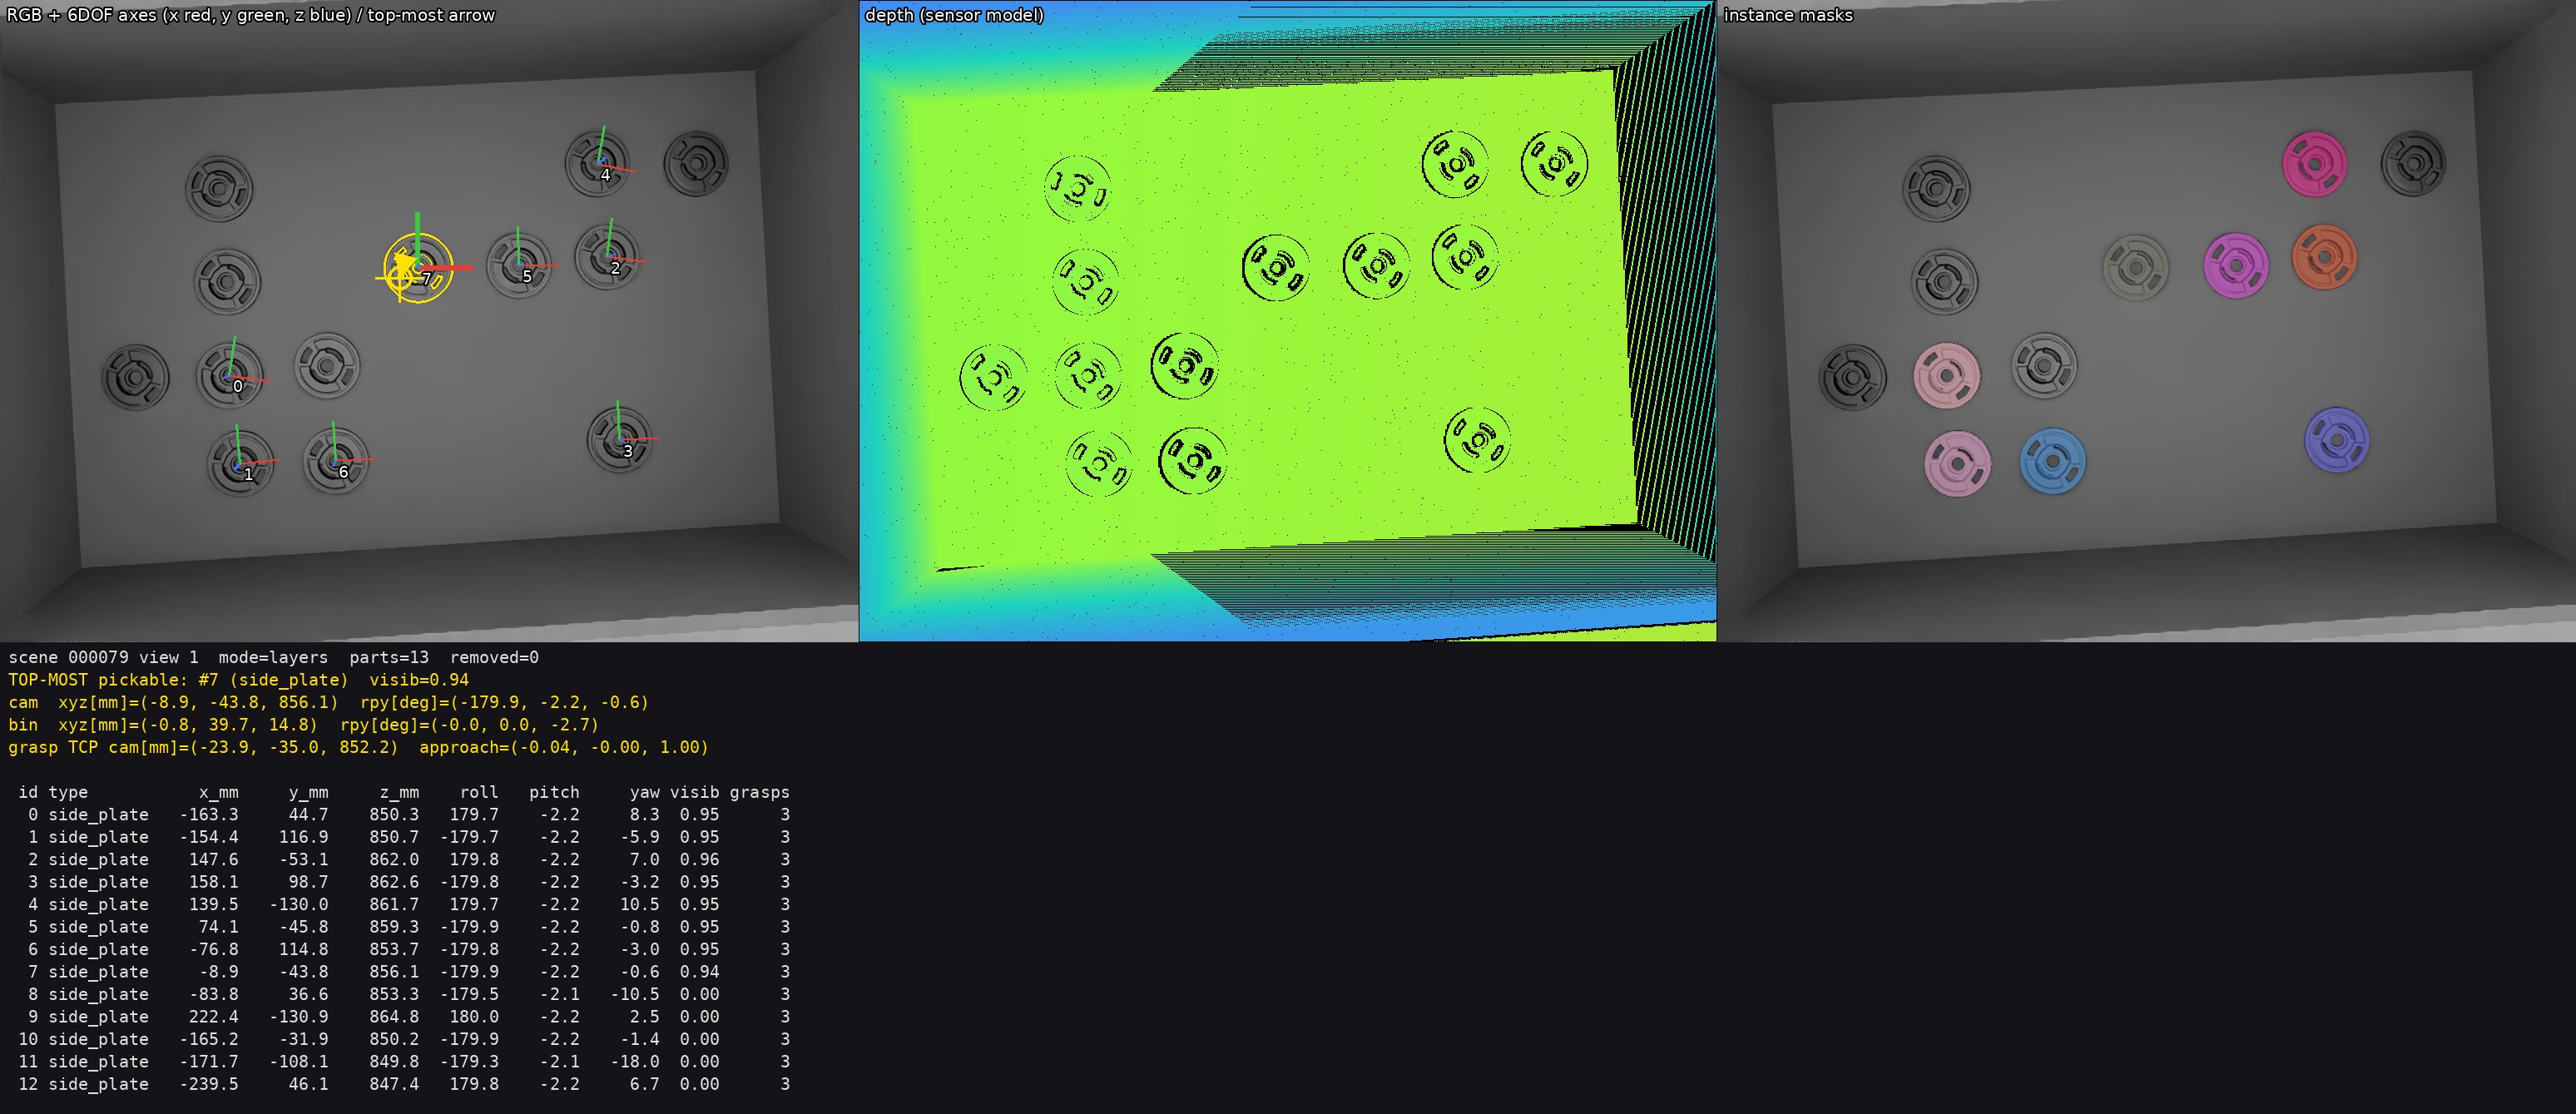 RGB + 6DOF axes (x red, y green, z blue) / top-most arrow
depth (sensor model)
instance masks
4
7
5
2
0
3
1
6
scene 000079 view 1  mode=layers  parts=13  removed=0
TOP-MOST pickable: #7 (side_plate)  visib=0.94
cam  xyz[mm]=(-8.9, -43.8, 856.1)  rpy[deg]=(-179.9, -2.2, -0.6)
bin  xyz[mm]=(-0.8, 39.7, 14.8)  rpy[deg]=(-0.0, 0.0, -2.7)
grasp TCP cam[mm]=(-23.9, -35.0, 852.2)  approach=(-0.04, -0.00, 1.00)
id type x_mm y_mm z_mm roll pitch yaw visib grasps
0 side_plate -163.3 44.7 850.3 179.7 -2.2 8.3 0.95 3
1 side_plate -154.4 116.9 850.7 -179.7 -2.2 -5.9 0.95 3
2 side_plate 147.6 -53.1 862.0 179.8 -2.2 7.0 0.96 3
3 side_plate 158.1 98.7 862.6 -179.8 -2.2 -3.2 0.95 3
4 side_plate 139.5 -130.0 861.7 179.7 -2.2 10.5 0.95 3
5 side_plate 74.1 -45.8 859.3 -179.9 -2.2 -0.8 0.95 3
6 side_plate -76.8 114.8 853.7 -179.8 -2.2 -3.0 0.95 3
7 side_plate -8.9 -43.8 856.1 -179.9 -2.2 -0.6 0.94 3
8 side_plate -83.8 36.6 853.3 -179.5 -2.1 -10.5 0.00 3
9 side_plate 222.4 -130.9 864.8 180.0 -2.2 2.5 0.00 3
10 side_plate -165.2 -31.9 850.2 -179.9 -2.2 -1.4 0.00 3
11 side_plate -171.7 -108.1 849.8 -179.3 -2.1 -18.0 0.00 3
12 side_plate -239.5 46.1 847.4 179.8 -2.2 6.7 0.00 3